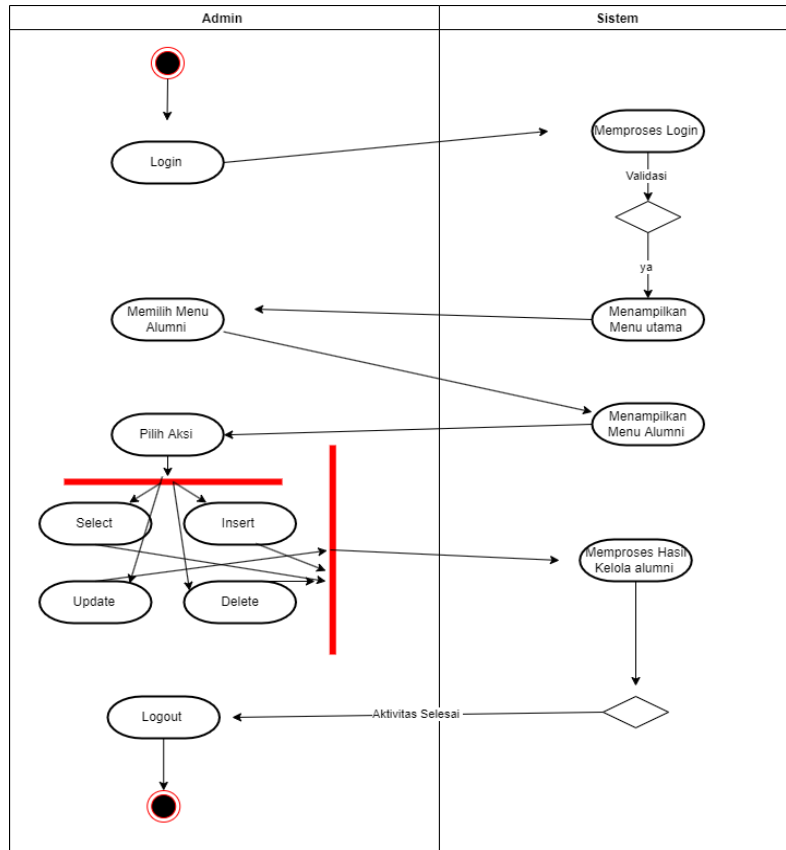 Admin
Sistem
Memproses Login
Login
Validasi
ya
Memilih Menu
Alumni
Menampilkan
Menu utama
Pilih Aksi
Menampilkan
Menu Alumni
Select
Insert
Memproses Hasil
Kelola alumni
Update
Delete
Logout
Aktivitas Selesai